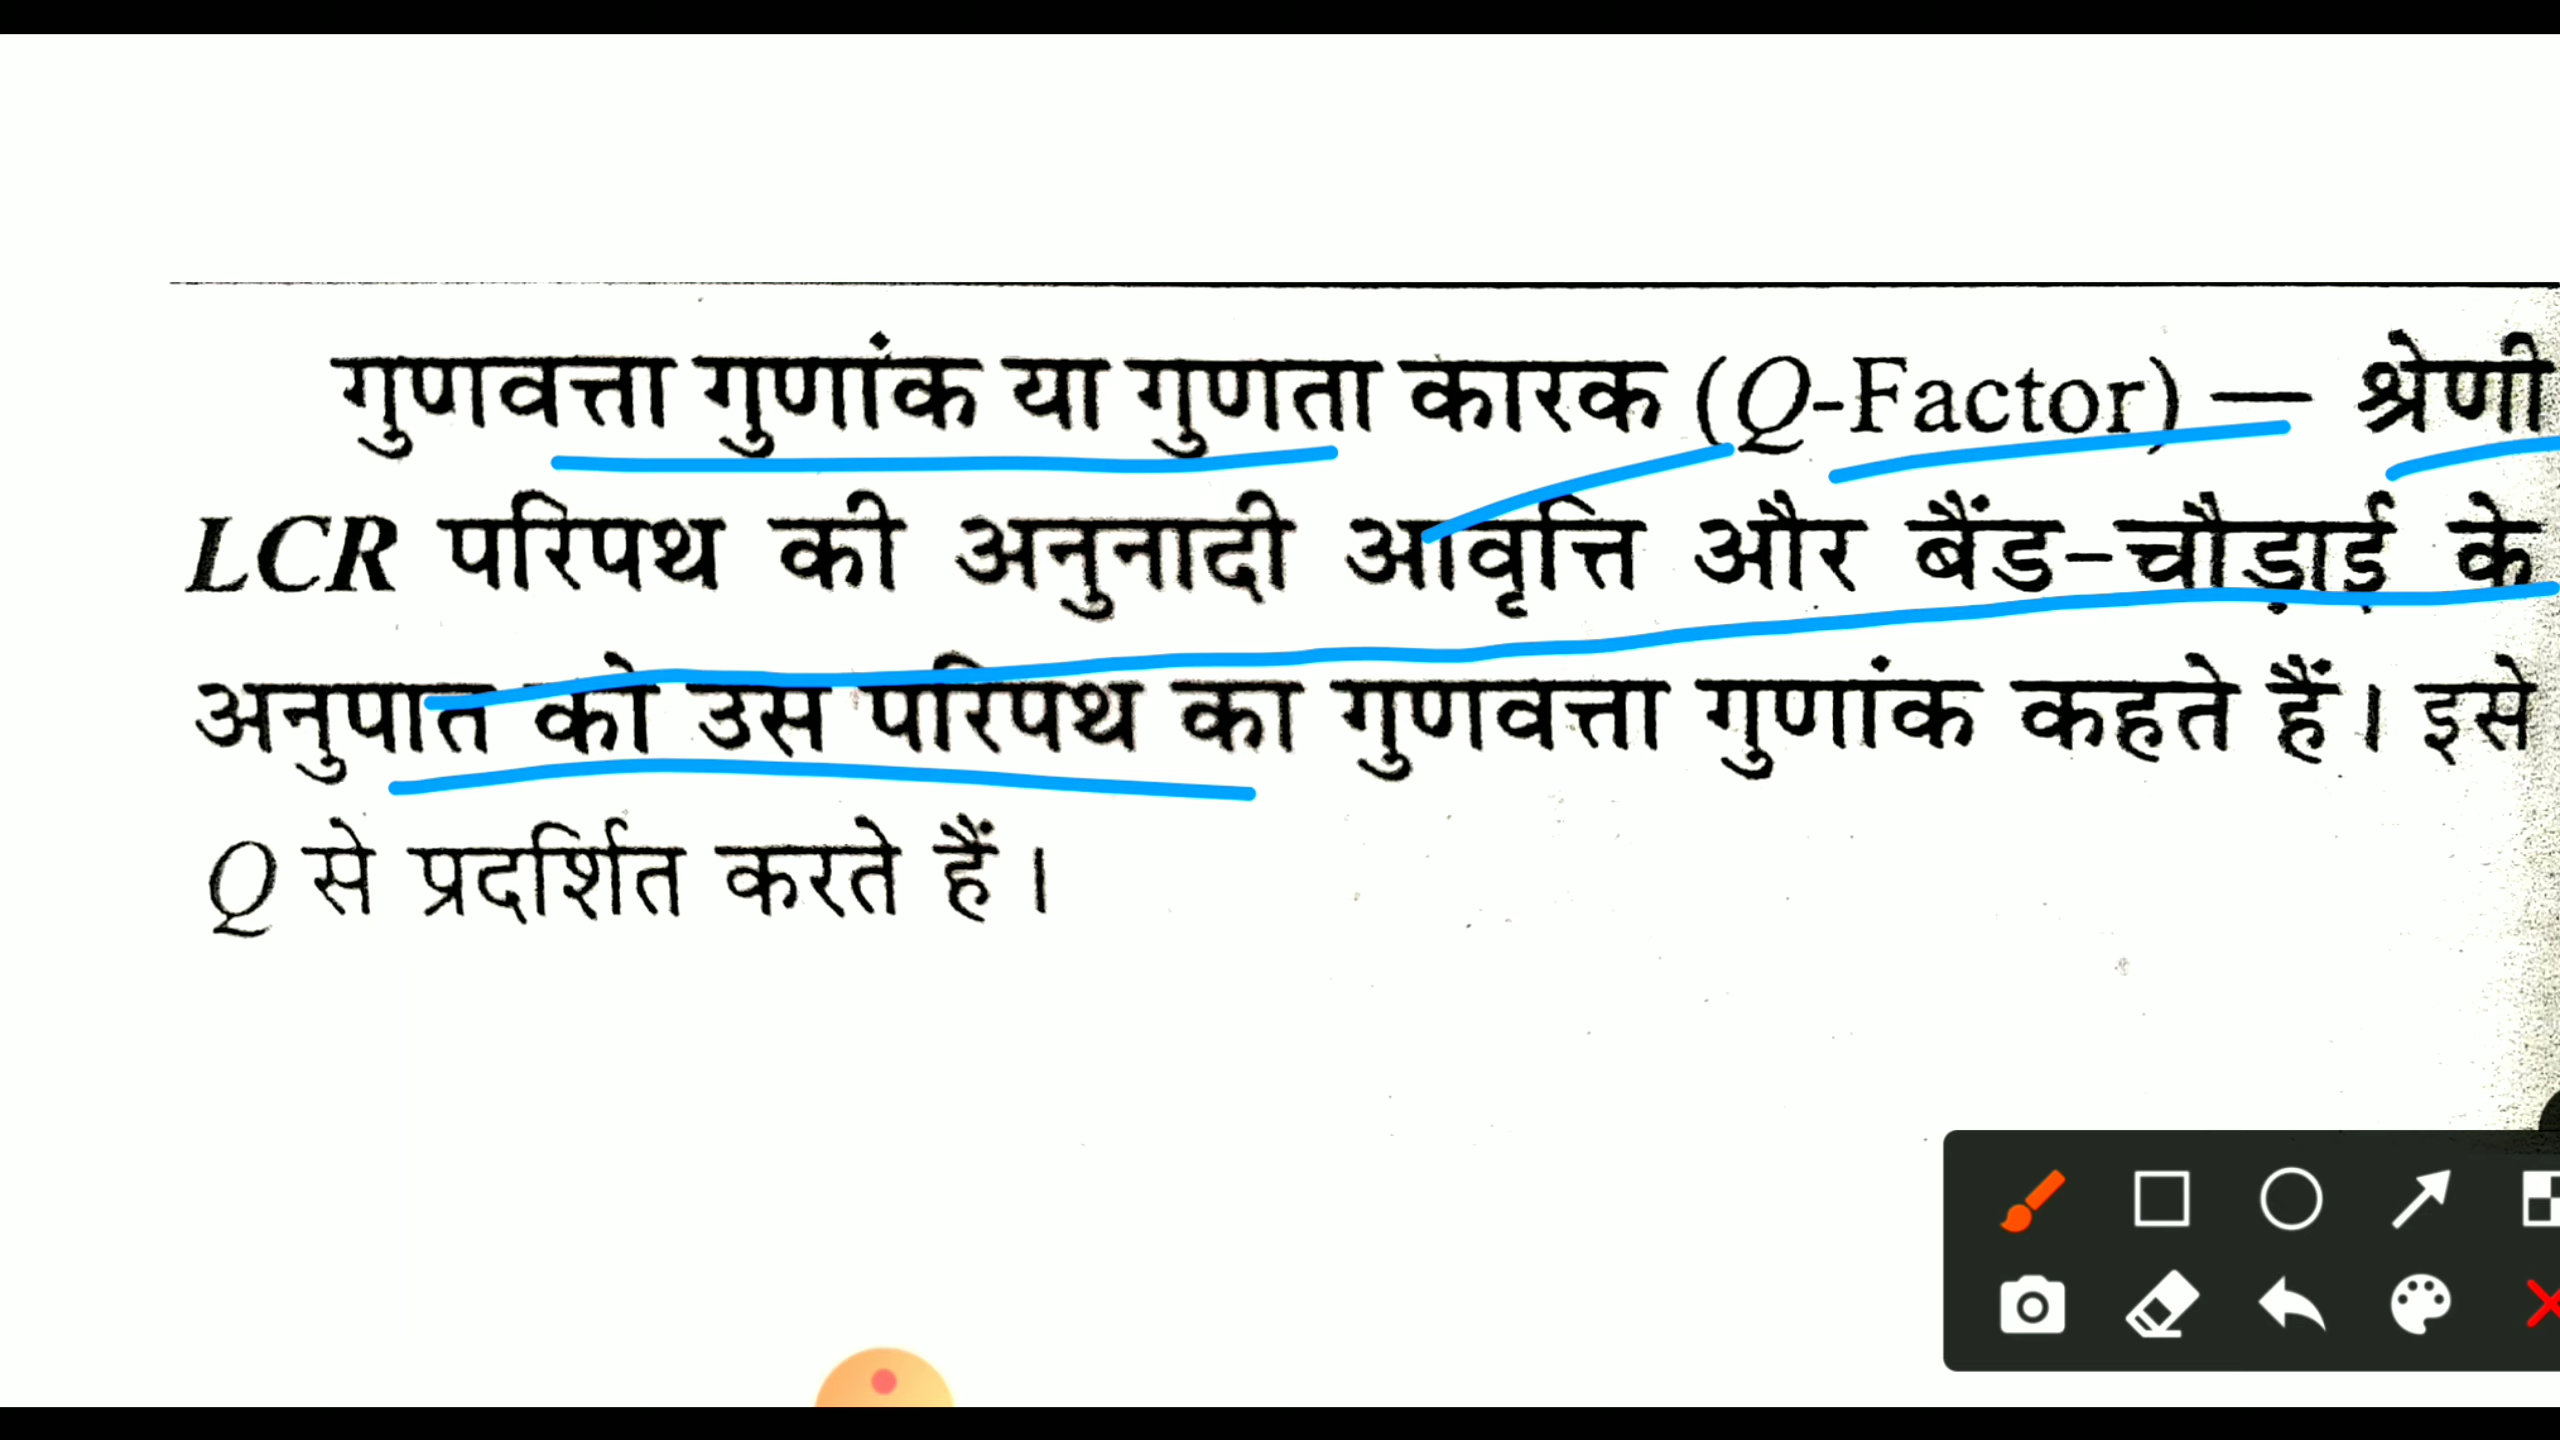 गुणवत्ता गुणांक या गुणता कारक (Q-Factor) — श्रेणी
LCR परिपथ की अनुनादी आवृत्ति और बैंड-चौड़ाई के
अनुपात को उस परिपथ का गुणवत्ता गुणांक कहते हैं। इसे
Q से प्रदर्शित करते हैं।